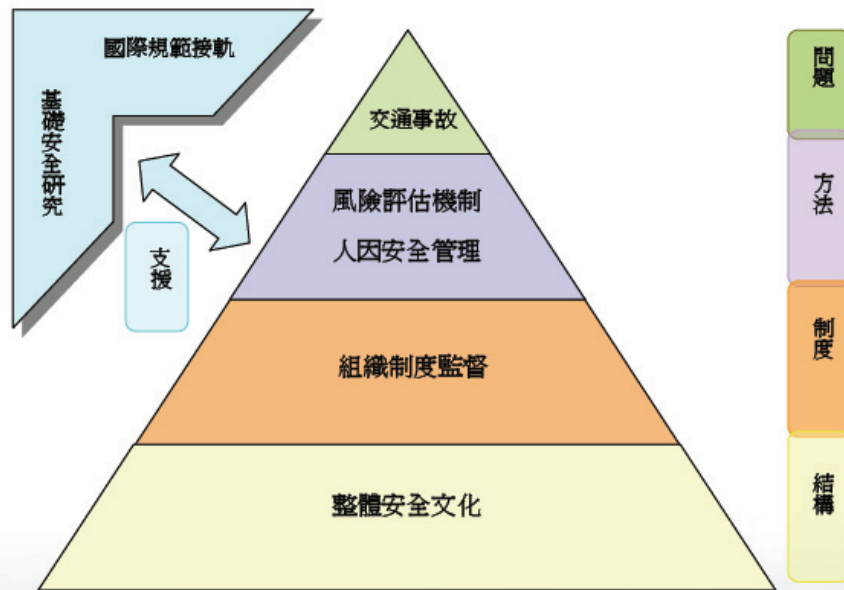 國際規範接軌
基礎安全研究
支援
交通事故
風險評估機制
人因安全管理
組織制度監督
整體安全文化
問題
方法
制度
結構